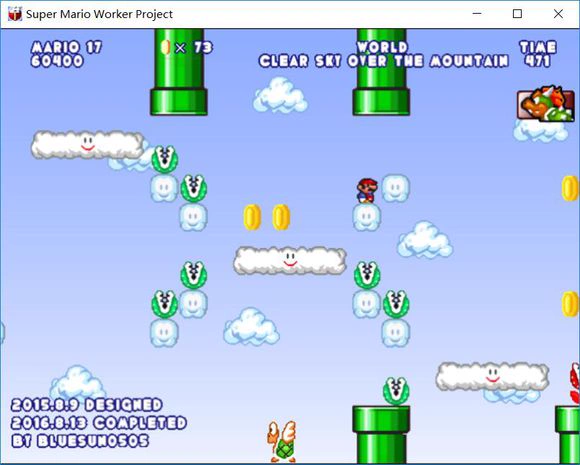 Super Mario Worker Project
MARIO 17
60400
× 73
WORLD
CLEAR SKY OVER THE MOUNTAIN
TIME
471
2015.8.9 DESIGNED
2016.8.13 COMPLETED
BY BLUESUN0505